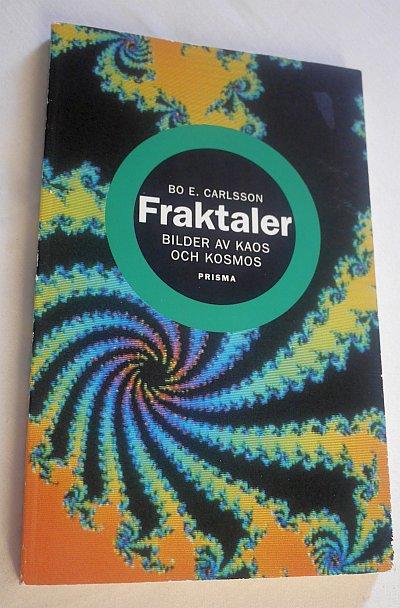 BO E. CARLSSON
Fraktaler
BILDER AV KAOS
OCH KOSMOS
PRISMA